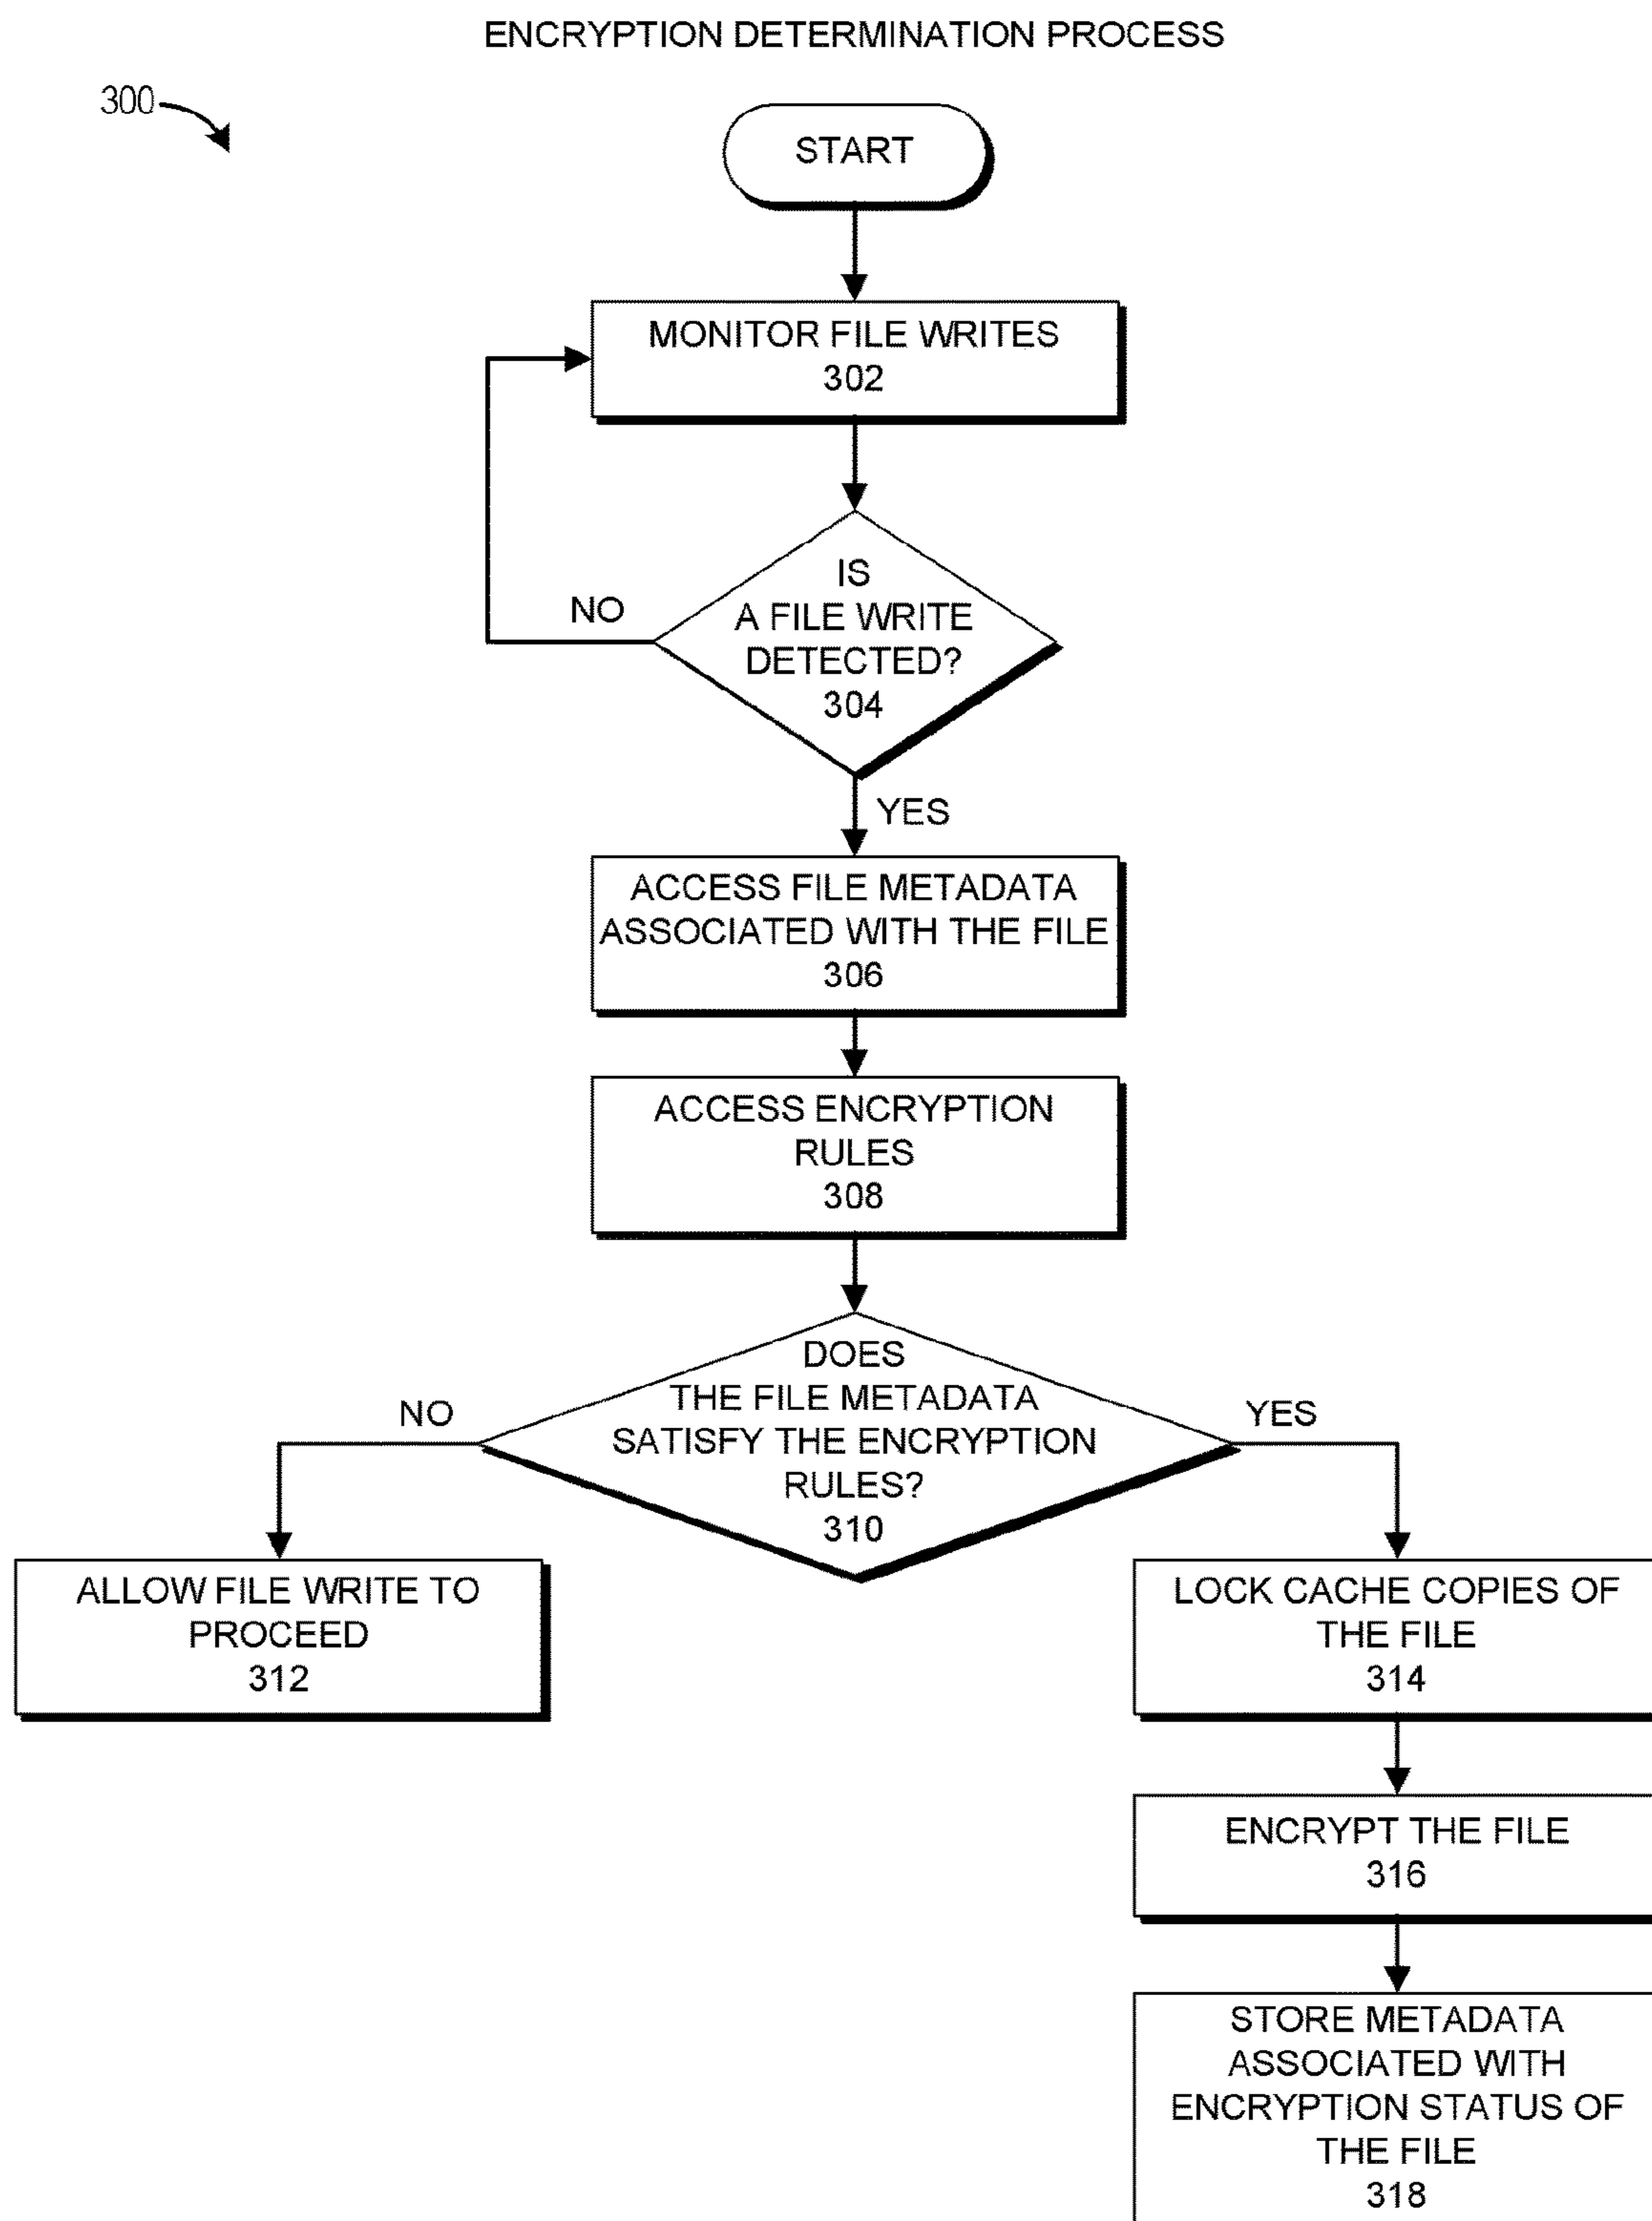 ENCRYPTION DETERMINATION PROCESS
300
START
MONITOR FILE WRITES
302
IS
A FILE WRITE
DETECTED?
304
NO
YES
ACCESS FILE METADATA
ASSOCIATED WITH THE FILE
306
ACCESS ENCRYPTION
RULES
308
DOES
THE FILE METADATA
SATISFY THE ENCRYPTION
RULES?
310
NO
YES
ALLOW FILE WRITE TO
PROCEED
312
LOCK CACHE COPIES OF
THE FILE
314
ENCRYPT THE FILE
316
STORE METADATA
ASSOCIATED WITH
ENCRYPTION STATUS OF
THE FILE
318